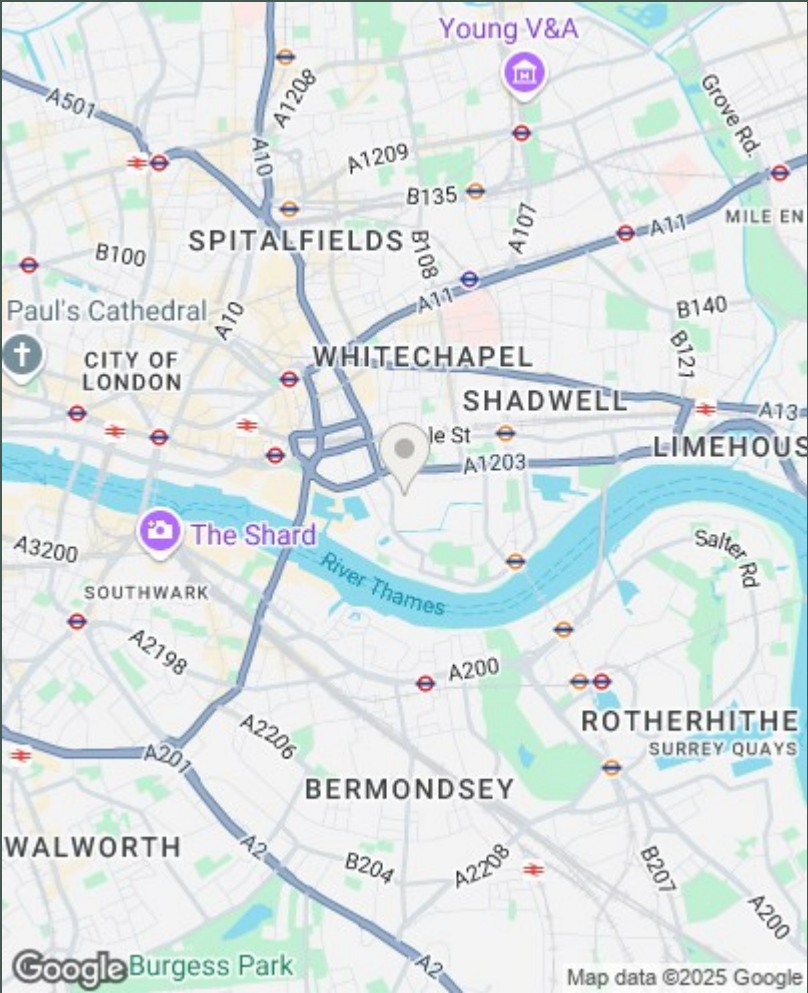 Young V&A
A1208
A501
Grove Rd.
A10
A1209
B135
A107
MILE EN
A11
SPITALFIELDS
B108
B100
A11
B140
Paul's Cathedral
A10
B121
CITY OF
LONDON
WHITECHAPEL
SHADWELL
A13
le St
LIMEHOUS
A1203
The Shard
A3200
Salter Rd
River Thames
SOUTHWARK
A2198
A200
ROTHERHITHE
SURREY QUAYS
A2206
A201
BERMONDSEY
WALWORTH
A2
B204
A2208
B207
A200
Burgess Park
A2
Google
Map data ©2025 Google